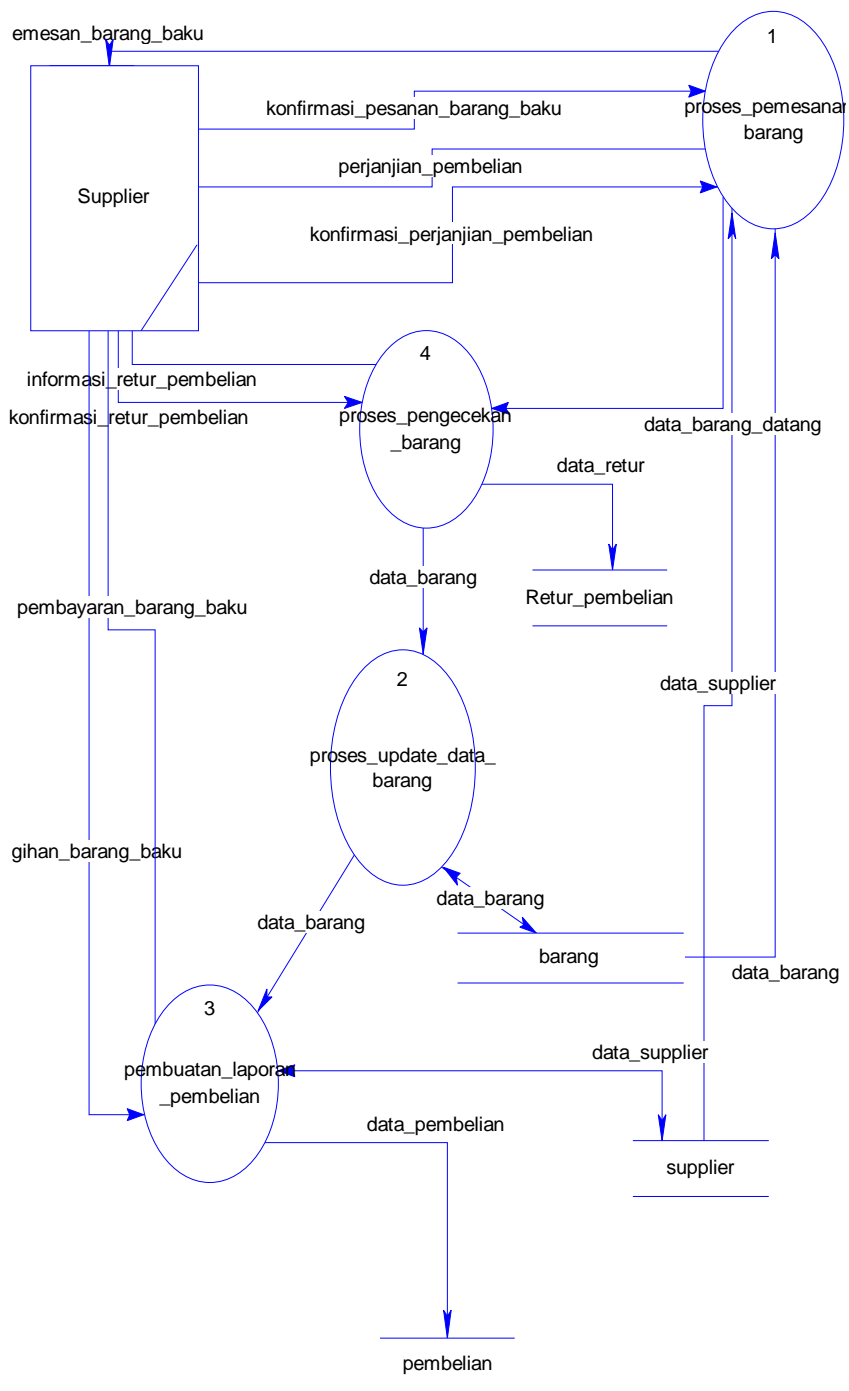 emesan_barang_baku
1
konfirmasi_pesanan_barang_baku
proses_pemesanan
barang
perjanjian_pembelian
Supplier
konfirmasi_perjanjian_pembelian
4
informasi_retur_pembelian
konfirmasi_retur_pembelian
proses_pengecekan
_barang
data_barang_datang
data_retur
data_barang
Retur_pembelian
pembayaran_barang_baku
2
data_supplier
proses_update_data_
barang
gihan_barang_baku
data_barang
data_barang
barang
data_barang
3
data_supplier
pembuatan_laporan
_pembelian
data_pembelian
supplier
pembelian